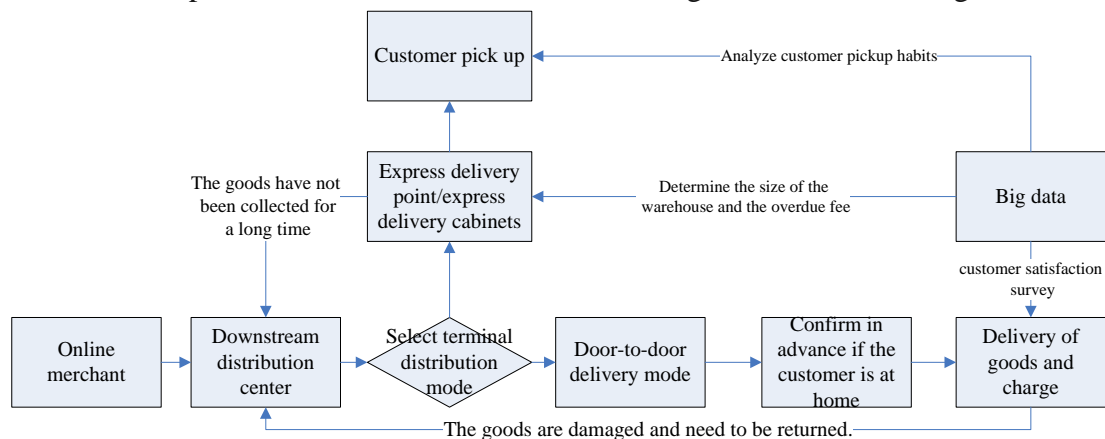 Customer pick up
Analyze customer pickup habits
The goods have not
been collected for
a long time
Express delivery
point/express
delivery cabinets
Determine the size of the
warehouse and the overdue fee
Big data
customer satisfaction
survey
Online
merchant
Downstream
distribution
center
Select terminal
distribution
mode
Door-to-door
delivery mode
Confirm in
advance if the
customer is at
home
Delivery of
goods and
charge
The goods are damaged and need to be returned.